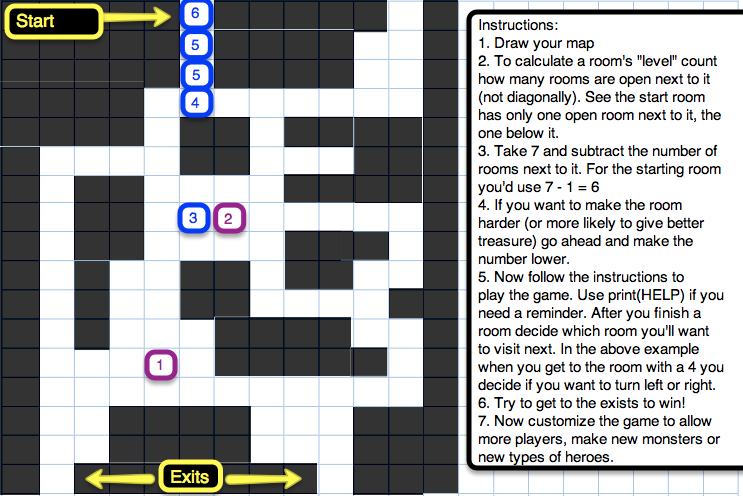 Start
6
5
5
4
3
2
1
Exits
Instructions:
1. Draw your map
2. To calculate a room's "level" count
how many rooms are open next to it
(not diagonally). See the start room
has only one open room next to it, the
one below it.
3. Take 7 and subtract the number of
rooms next to it. For the starting room
you'd use 7 - 1 = 6
4. If you want to make the room
harder (or more likely to give better
treasure) go ahead and make the
number lower.
5. Now follow the instructions to
play the game. Use print(HELP) if you
need a reminder. After you finish a
room decide which room you'll want
to visit next. In the above example
when you get to the room with a 4 you
decide if you want to turn left or right.
6. Try to get to the exists to win!
7. Now customize the game to allow
more players, make new monsters or
new types of heroes.